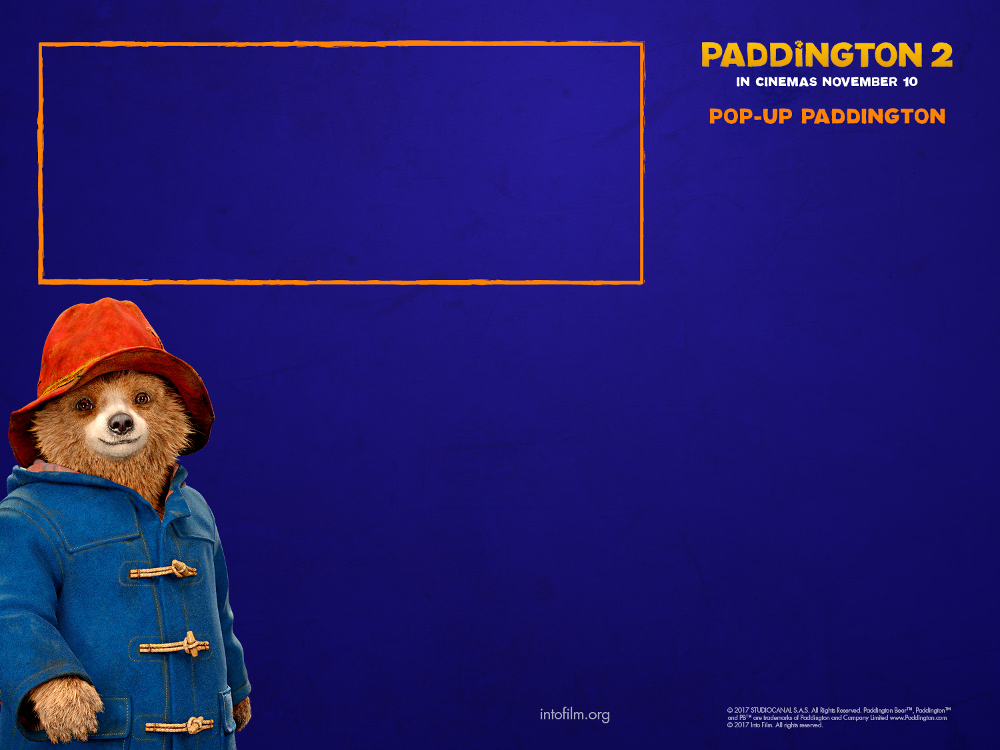 PADDINGTON 2
IN CINEMAS NOVEMBER 10
POP-UP PADDINGTON
intofilm.org
© 2017 STUDIOCANAL S.A.S. All Rights Reserved. Paddington Bear™, Paddington™
and PB™ are trademarks of Paddington and Company Limited www.Paddington.com
© 2017 Into Film. All rights reserved.